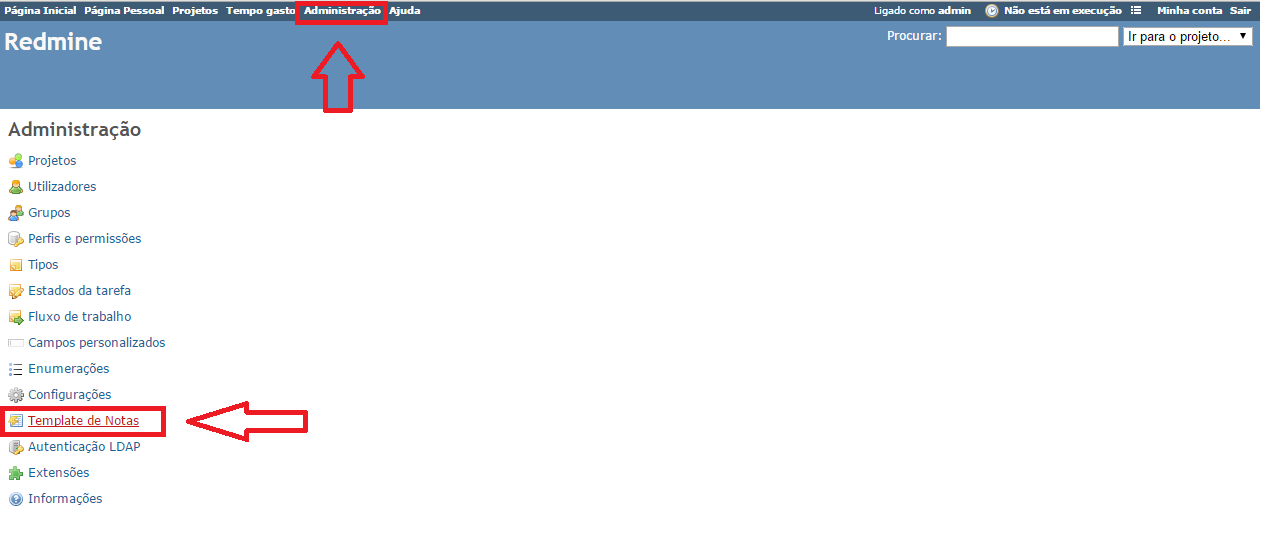 Página Inicial Página Pessoal Projetos Tempo gasto Administração Ajuda Ligado como admin Não está em execução Minha conta Sair
Redmine
Procurar: Ir para o projeto...
Administração
Projetos
Utilizadores
Grupos
Perfis e permissões
Tipos
Estados da tarefa
Fluxo de trabalho
Campos personalizados
Enumerações
Configurações
Template de Notas
Autenticação LDAP
Extensões
Informações